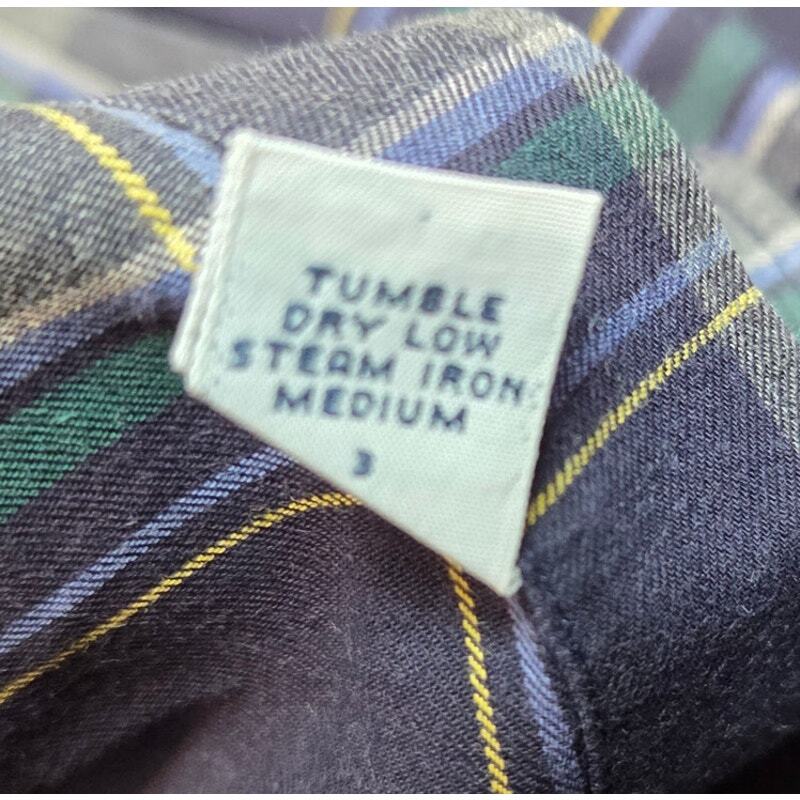 TUMBLE
DRY LOW
STEAM IRON
MEDIUM
3